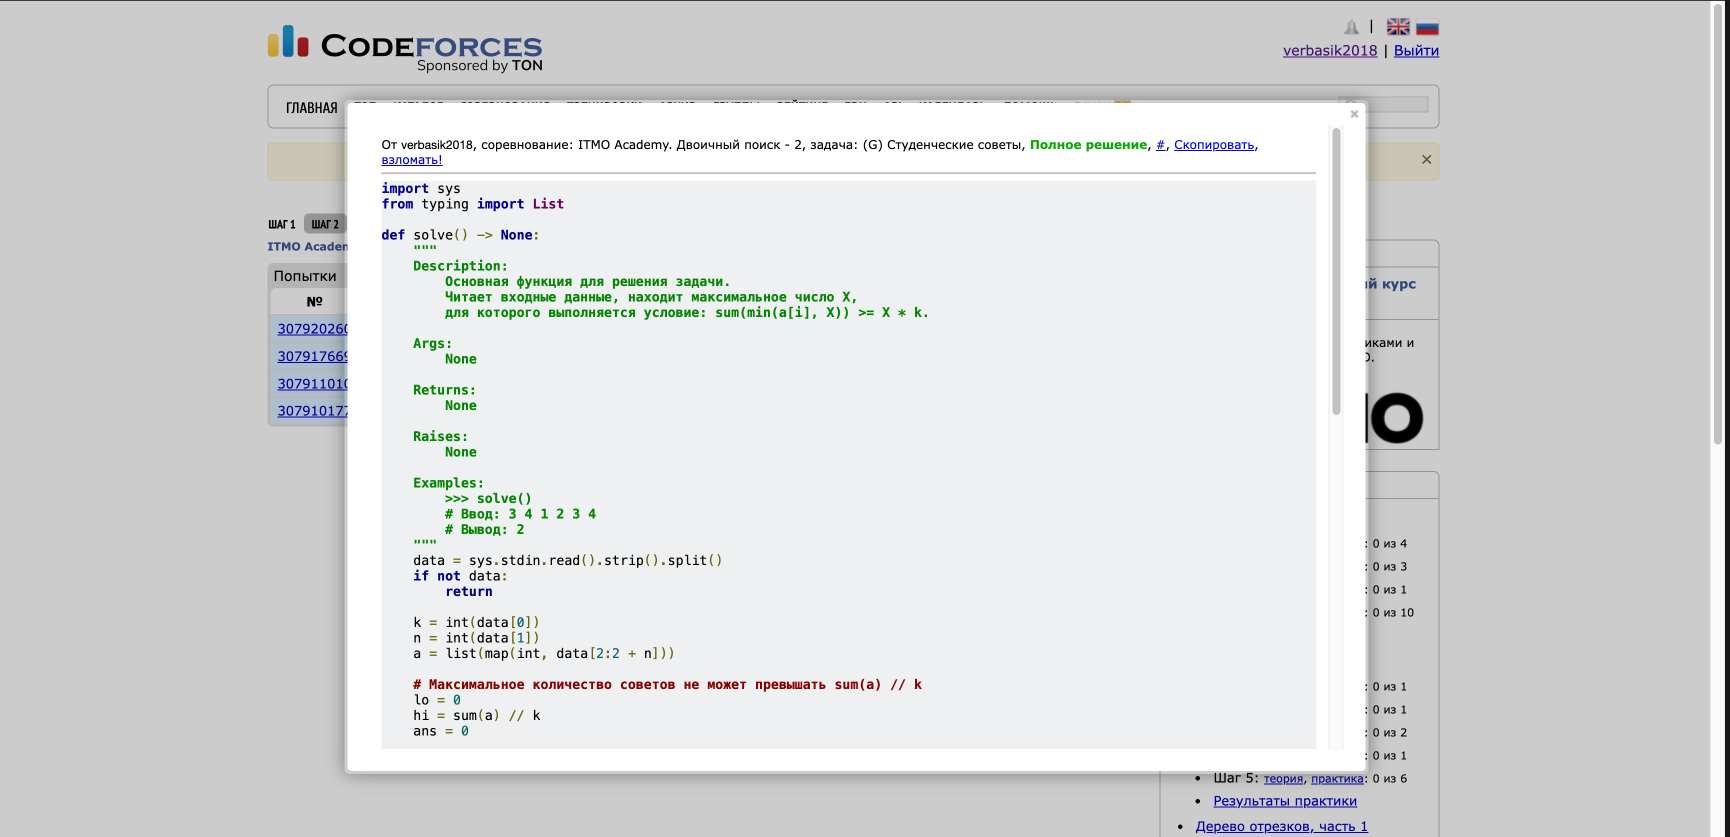 CODEFORCES
Sponsored by TON
|
verbasik2018 | Выйти
ГЛАВНАЯ
От verbasik2018, соревнование: ITMO Academy. Двоичный поиск - 2, задача: (G) Студенческие советы, Полное решение, #, Скопировать,
взломать!
import sys
from typing import List
def solve() -> None:
"""
Description:
Основная функция для решения задачи.
Читает входные данные, находит максимальное число X,
для которого выполняется условие: sum(min(a[i], X)) >= X * k.
Args:
None
Returns:
None
Raises:
None
Examples:
>>> solve()
# Ввод: 3 4 1 2 3 4
# Вывод: 2
"""
data = sys.stdin.read().strip().split()
if not data:
return
k = int(data[0])
n = int(data[1])
a = list(map(int, data[2:2 + n]))
# Максимальное количество советов не может превышать sum(a) // k
lo = 0
hi = sum(a) // k
ans = 0
ШАГ 1 ШАГ 2
ITMO Academ
Попытки
№
30792026
30791766
30791101
30791017
й курс
иками и
О.
: 0 из 4
: 0 из 3
: 0 из 1
: 0 из 10
: 0 из 1
: 0 из 1
: 0 из 2
: 0 из 1
• Шаг 5: теория, практика: 0 из 6
• Результаты практики
• Дерево отрезков, часть 1